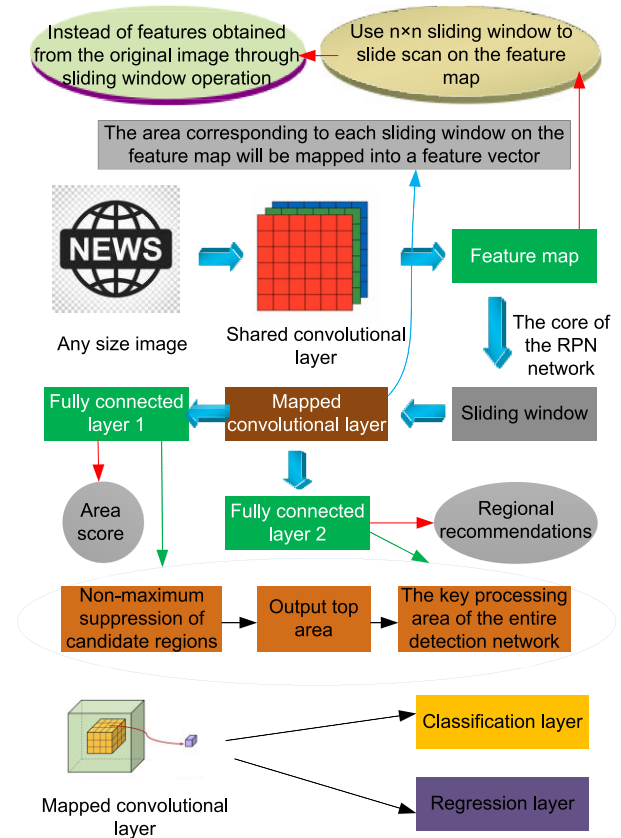 Instead of features obtained
from the original image through
sliding window operation
Use n×n sliding window to
slide scan on the feature
map
The area corresponding to each sliding window on the
feature map will be mapped into a feature vector
NEWS
Feature map
Any size image
Shared convolutional
layer
The core of
the RPN
network
Fully connected
layer 1
Mapped
convolutional layer
Sliding window
Area
score
Fully connected
layer 2
Regional
recommendations
Non-maximum
suppression of
candidate regions
Output top
area
The key processing
area of the entire
detection network
Classification layer
Mapped convolutional
layer
Regression layer